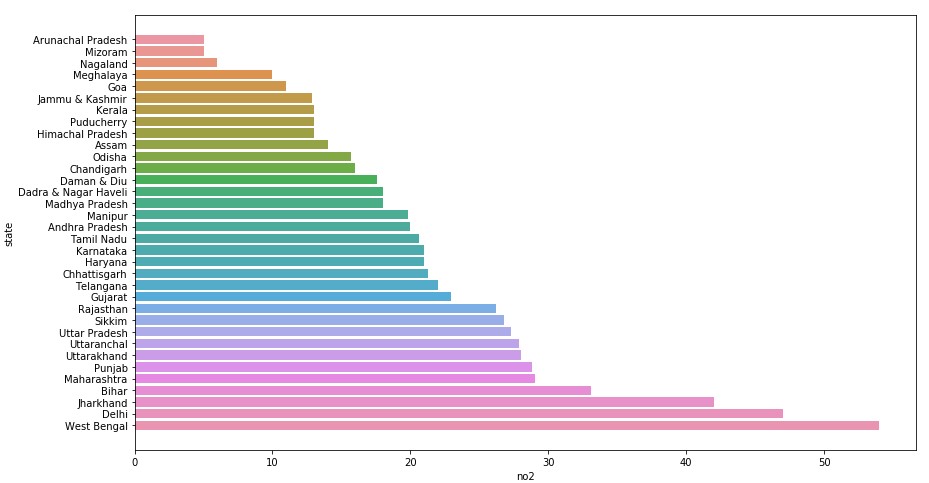 Arunachal Pradesh
Mizoram
Nagaland
Meghalaya
Goa
Jammu & Kashmir
Kerala
Puducherry
Himachal Pradesh
Assam
Odisha
Chandigarh
Daman & Diu
Dadra & Nagar Haveli
Madhya Pradesh
Manipur
Andhra Pradesh
Tamil Nadu
Karnataka
Haryana
Chhattisgarh
Telangana
Gujarat
Rajasthan
Sikkim
Uttar Pradesh
Uttaranchal
Uttarakhand
Punjab
Maharashtra
Bihar
Jharkhand
Delhi
West Bengal
state
0 10 20 30 40 50
no2